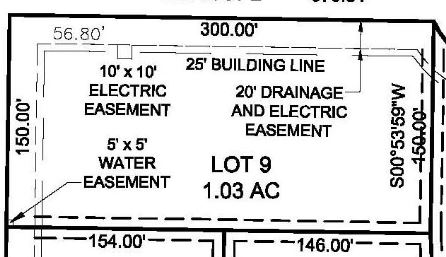 56.80'
300.00'
25' BUILDING LINE
10' x 10'
ELECTRIC
EASEMENT
20' DRAINAGE
AND ELECTRIC
EASEMENT
150.00'
5' x 5'
WATER
EASEMENT
LOT 9
1.03 AC
S00°53'59"W
150.00'
154.00'
146.00'